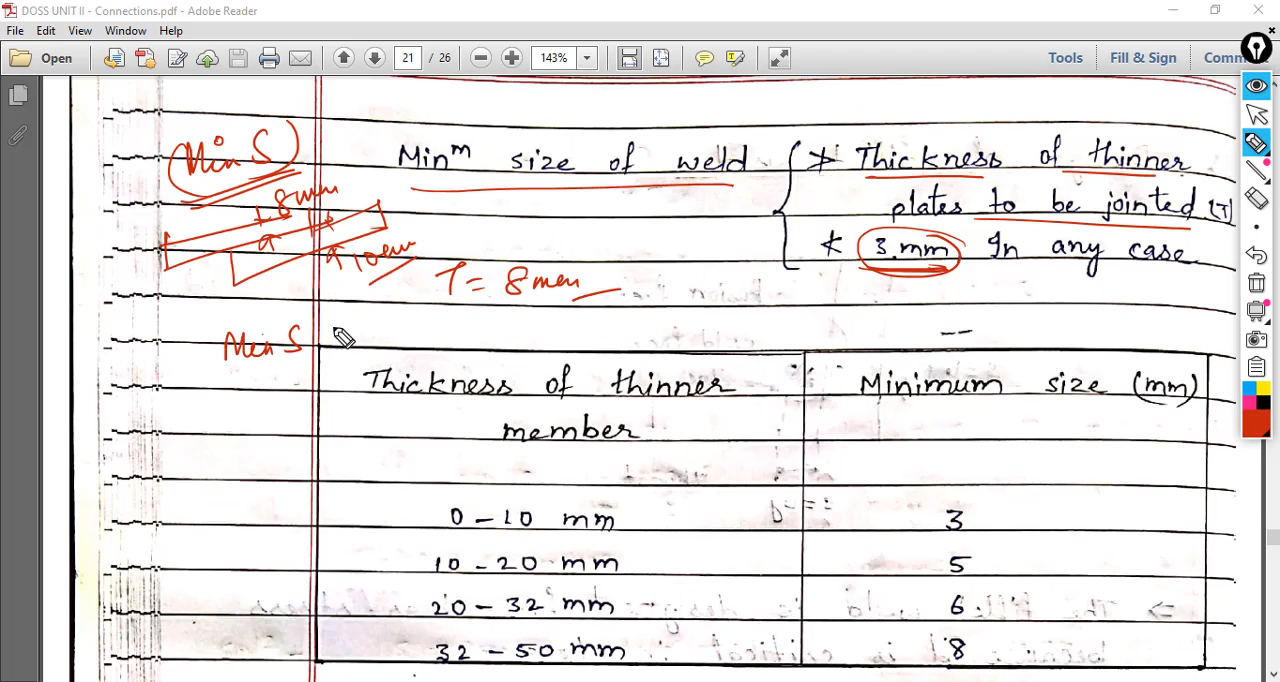 DOSS UNIT II - Connections.pdf - Adobe Reader
File Edit View Window Help
Open 21 / 26 143% Tools Fill & Sign Comm
Min S
Minᵐ size of weld { * Thickness of thinner
plates to be jointed (T)
* 3 mm In any case
8mm
10mm
T = 8mm
Min S
Thickness of thinner member Minimum size (mm)
0 - 10 mm 3
10 - 20 mm 5
20 - 32 mm 6
32 - 50 mm 8